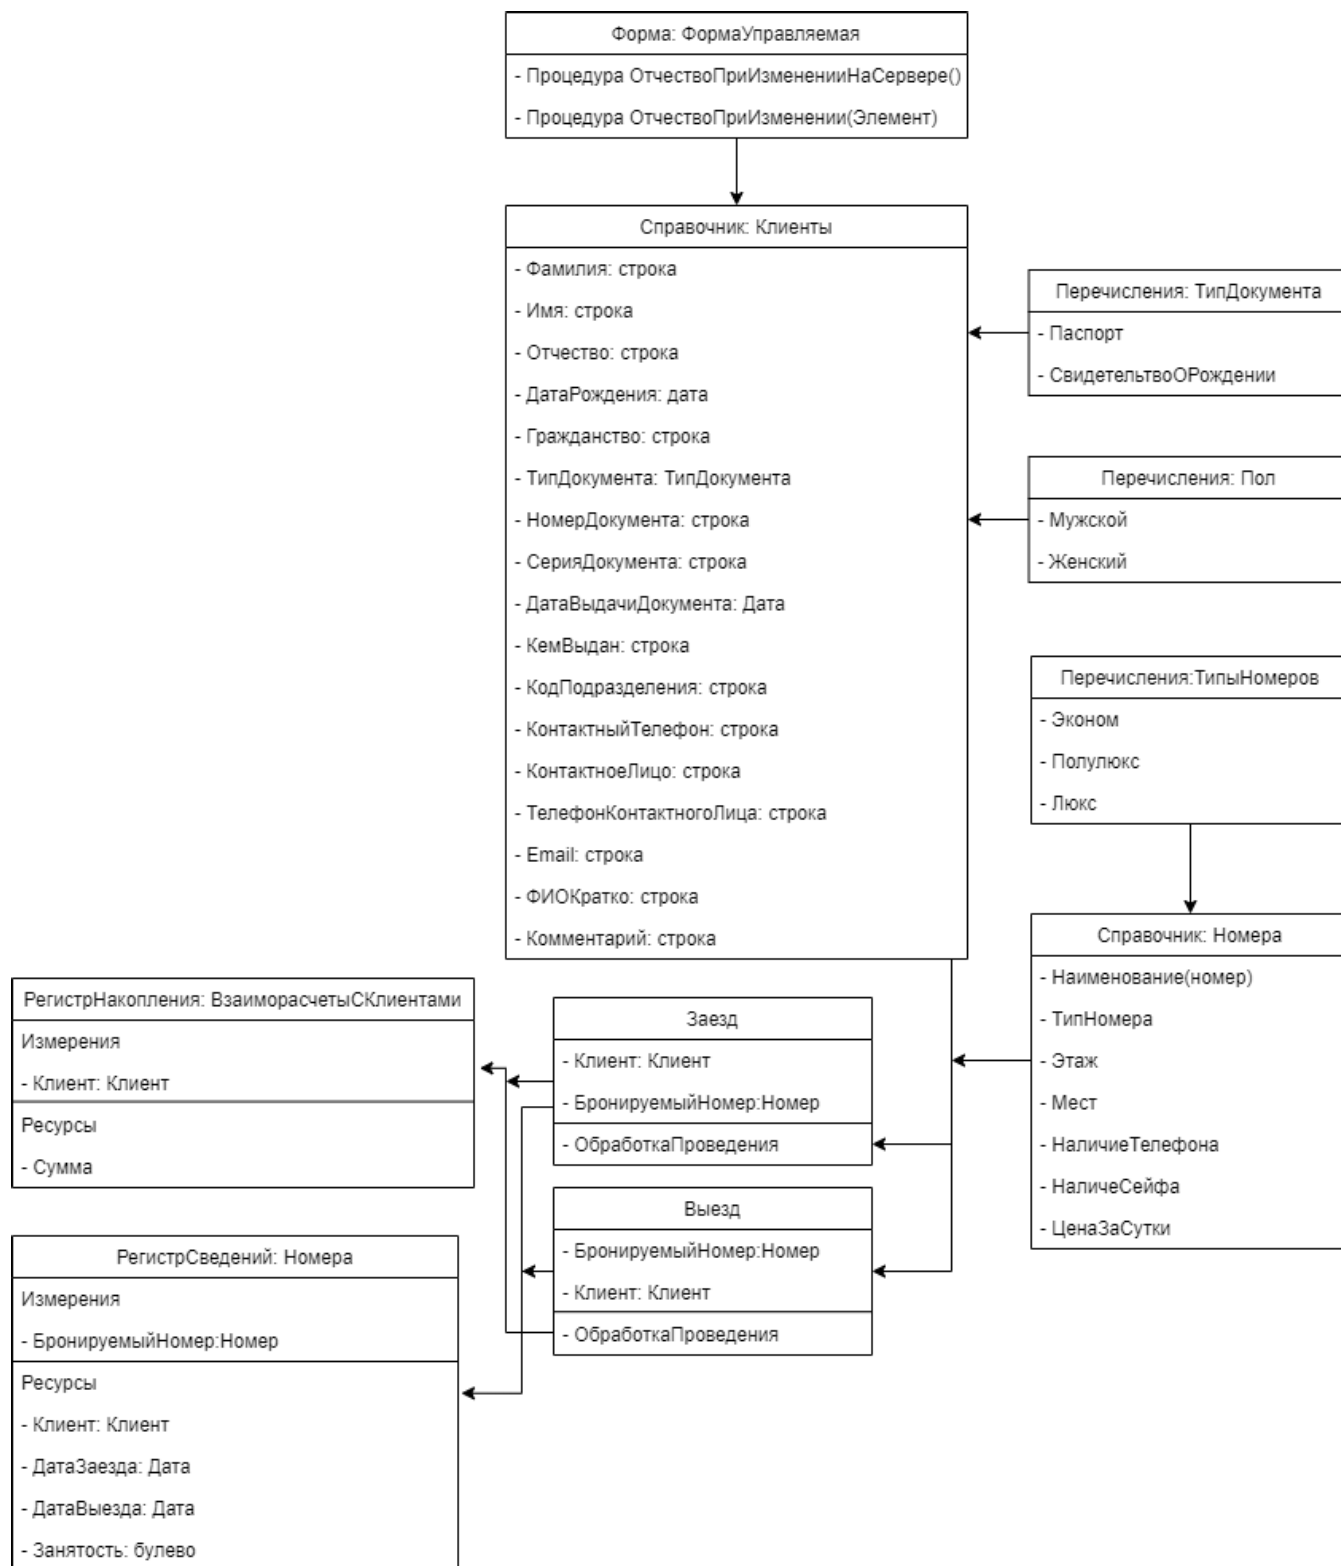 Форма: ФормаУправляемая
- Процедура ОтчествоПриИзмененииНаСервере()
- Процедура ОтчествоПриИзменении(Элемент)
Справочник: Клиенты
- Фамилия: строка
- Имя: строка
- Отчество: строка
- ДатаРождения: дата
- Гражданство: строка
- ТипДокумента: ТипДокумента
- НомерДокумента: строка
- СерияДокумента: строка
- ДатаВыдачиДокумента: Дата
- КемВыдан: строка
- КодПодразделения: строка
- КонтактныйТелефон: строка
- КонтактноеЛицо: строка
- ТелефонКонтактногоЛица: строка
- Email: строка
- ФИОКратко: строка
- Комментарий: строка
Перечисления: ТипДокумента
- Паспорт
- СвидетельтвоОРождении
Перечисления: Пол
- Мужской
- Женский
Перечисления:ТипыНомеров
- Эконом
- Полулюкс
- Люкс
Справочник: Номера
- Наименование(номер)
- ТипНомера
- Этаж
- Мест
- НаличиеТелефона
- НаличеСейфа
- ЦенаЗаСутки
РегистрНакопления: ВзаиморасчетыСКлиентами
Измерения
- Клиент: Клиент
Ресурсы
- Сумма
Заезд
- Клиент: Клиент
- БронируемыйНомер:Номер
- ОбработкаПроведения
Выезд
- БронируемыйНомер:Номер
- Клиент: Клиент
- ОбработкаПроведения
РегистрСведений: Номера
Измерения
- БронируемыйНомер:Номер
Ресурсы
- Клиент: Клиент
- ДатаЗаезда: Дата
- ДатаВыезда: Дата
- Занятость: булево